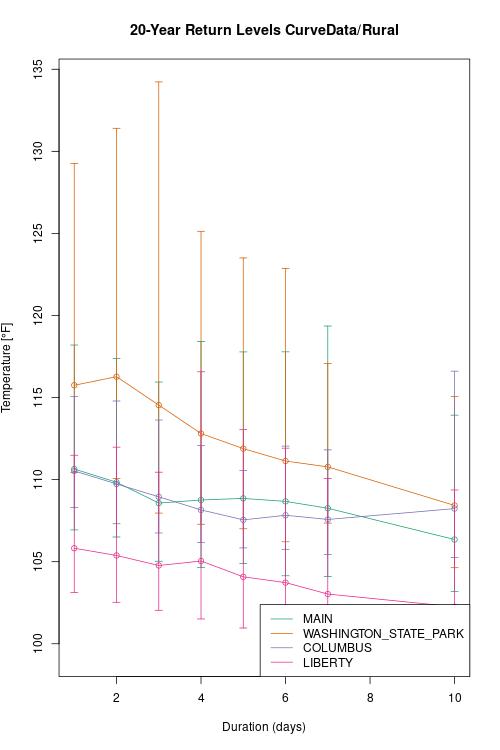 20-Year Return Levels CurveData/Rural
Temperature [°F]
135
130
125
120
115
110
105
100
MAIN
WASHINGTON_STATE_PARK
COLUMBUS
LIBERTY
2
4
6
8
10
Duration (days)